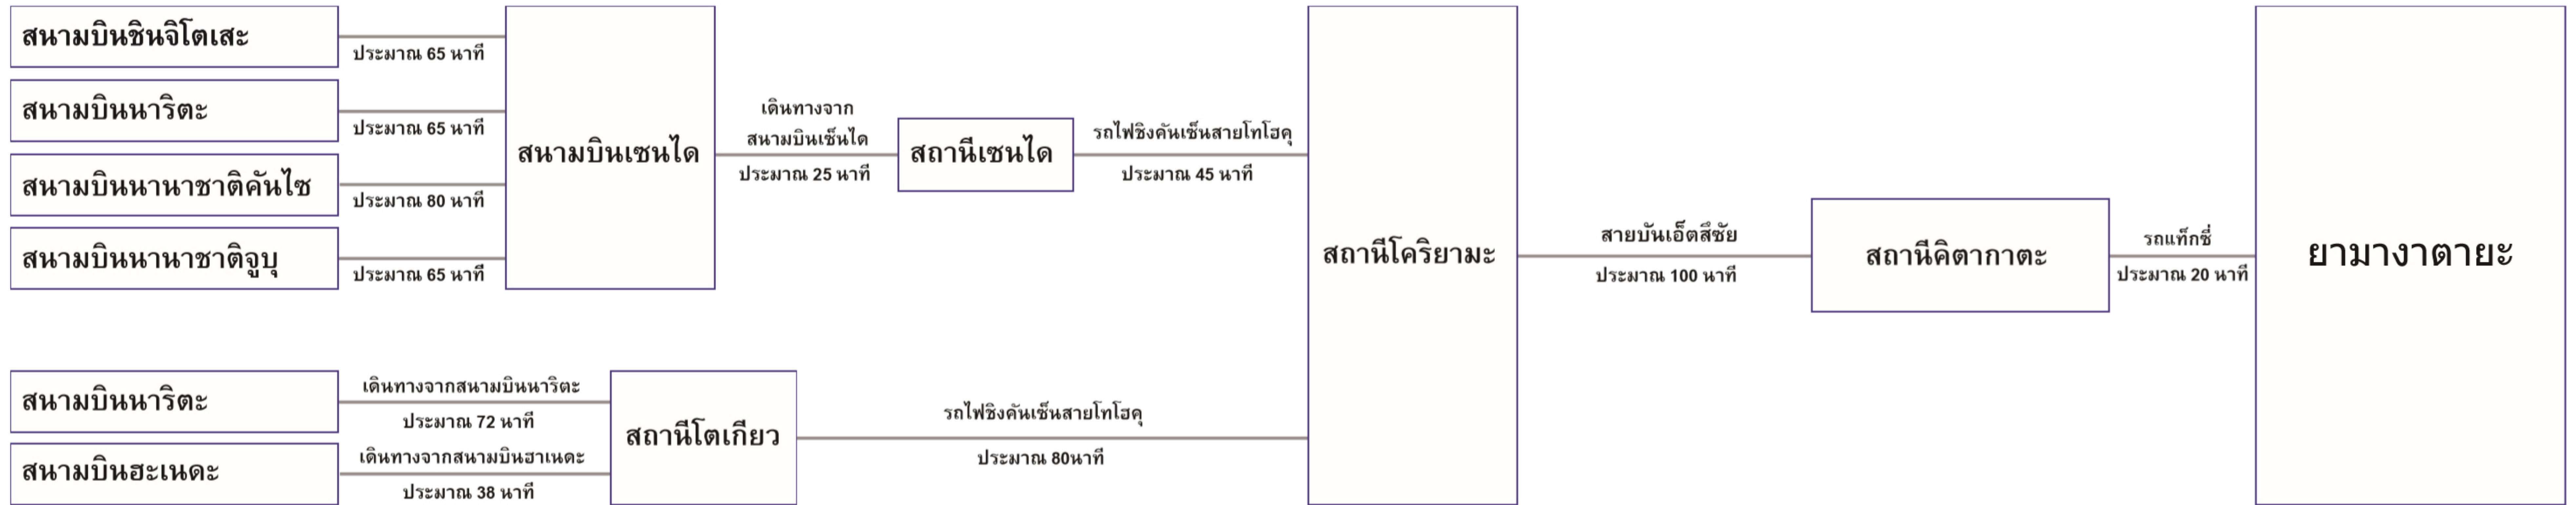 สนามบินชินจิโตเสะ
ประมาณ 65 นาที
สนามบินนาริตะ
ประมาณ 65 นาที
สนามบินนานาชาติคันไซ
ประมาณ 80 นาที
สนามบินนานาชาติจูบุ
ประมาณ 65 นาที
สนามบินเซนได
เดินทางจาก
สนามบินเซ็นได
ประมาณ 25 นาที
สถานีเซนได
รถไฟชิงคันเซ็นสายโทโฮคุ
ประมาณ 45 นาที
สนามบินนาริตะ
เดินทางจากสนามบินนาริตะ
ประมาณ 72 นาที
สนามบินฮะเนดะ
เดินทางจากสนามบินฮาเนดะ
ประมาณ 38 นาที
สถานีโตเกียว
รถไฟชิงคันเซ็นสายโทโฮคุ
ประมาณ 80นาที
สถานีโคริยามะ
สายบันเอ็ตสึซัย
ประมาณ 100 นาที
สถานีคิตากาตะ
รถแท็กซี่
ประมาณ 20 นาที
ยามางาตายะ